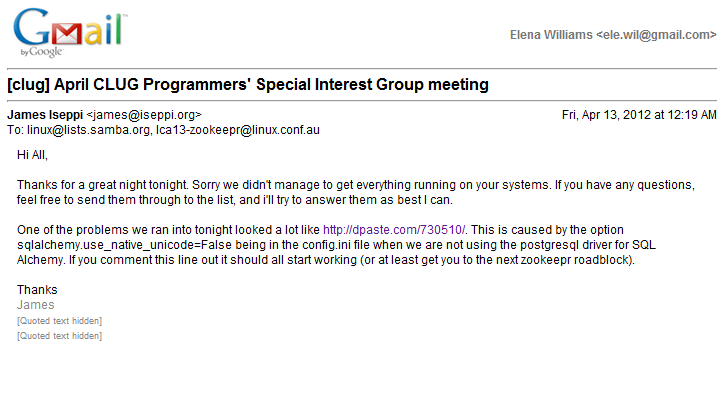 Gmail
by Google
Elena Williams <ele.wil@gmail.com>
[clug] April CLUG Programmers' Special Interest Group meeting
James Iseppi <james@iseppi.org>
Fri, Apr 13, 2012 at 12:19 AM
To: linux@lists.samba.org, lca13-zookeepr@linux.conf.au
Hi All,
Thanks for a great night tonight. Sorry we didn't manage to get everything running on your systems. If you have any questions,
feel free to send them through to the list, and i'll try to answer them as best I can.
One of the problems we ran into tonight looked a lot like http://dpaste.com/730510/. This is caused by the option
sqlalchemy.use_native_unicode=False being in the config.ini file when we are not using the postgresql driver for SQL
Alchemy. If you comment this line out it should all start working (or at least get you to the next zookeepr roadblock).
Thanks
James
[Quoted text hidden]
[Quoted text hidden]